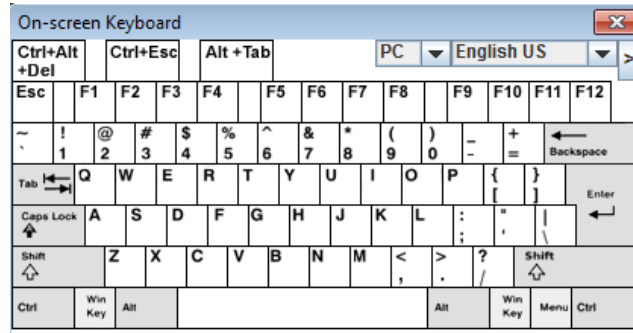 On-screen Keyboard
Ctrl+Alt +Del Ctrl+Esc Alt +Tab PC English US >
Esc F1 F2 F3 F4 F5 F6 F7 F8 F9 F10 F11 F12
~ ! @ # $ % ^ & * ( ) _ +
` 1 2 3 4 5 6 7 8 9 0 - = Backspace
Tab Q W E R T Y U I O P { [ } ] Enter
Caps Lock A S D F G H J K L : ; " ' | \
Shift Z X C V B N M < , > . ? / Shift
Ctrl Win Key Alt Alt Win Key Menu Ctrl